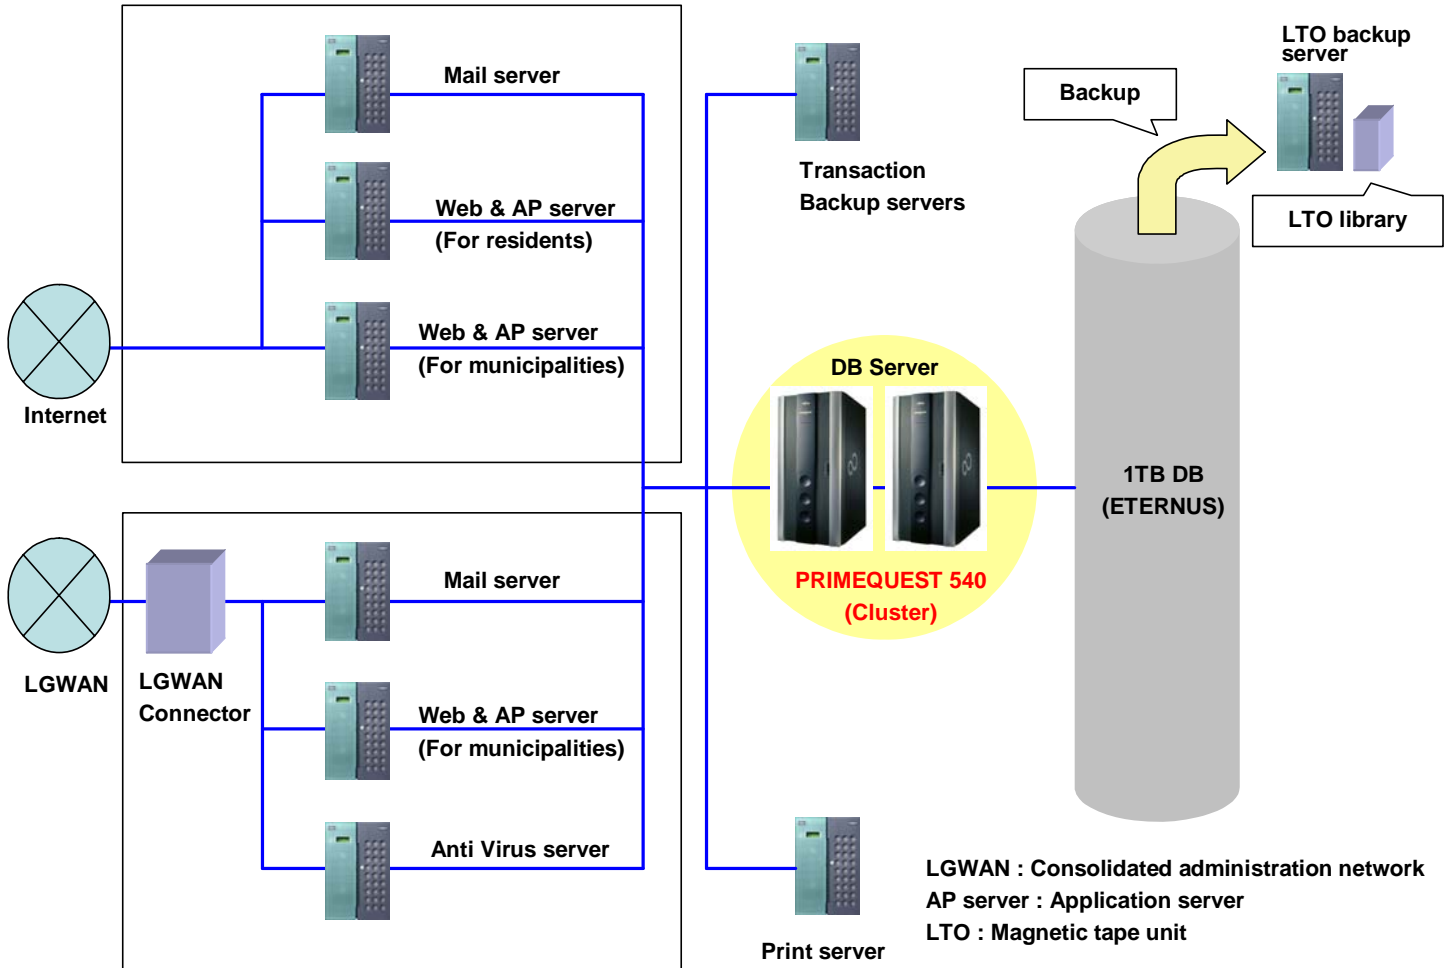 Mail server
Web & AP server
(For residents)
Web & AP server
(For municipalities)
Internet
Mail server
LGWAN
LGWAN
Connector
Web & AP server
(For municipalities)
Anti Virus server
Transaction
Backup servers
DB Server
PRIMEQUEST 540
(Cluster)
Print server
Backup
LTO backup
server
LTO library
1TB DB
(ETERNUS)
LGWAN : Consolidated administration network
AP server : Application server
LTO : Magnetic tape unit